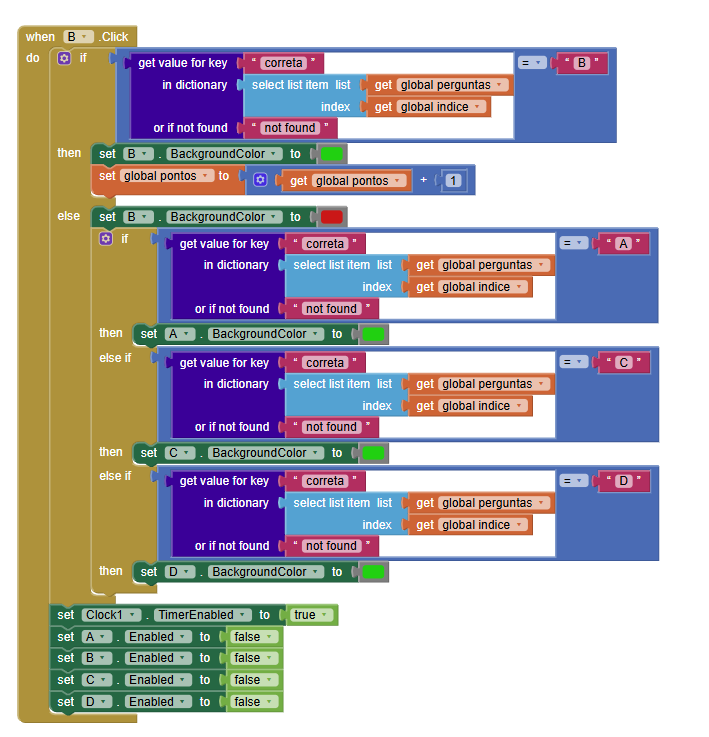 when B .Click
do if get value for key " correta " = " B "
in dictionary select list item list get global perguntas
index get global indice
or if not found " not found "
then set B . BackgroundColor to
set global pontos to get global pontos + 1
else set B . BackgroundColor to
if get value for key " correta " = " A "
in dictionary select list item list get global perguntas
index get global indice
or if not found " not found "
then set A . BackgroundColor to
else if get value for key " correta " = " C "
in dictionary select list item list get global perguntas
index get global indice
or if not found " not found "
then set C . BackgroundColor to
else if get value for key " correta " = " D "
in dictionary select list item list get global perguntas
index get global indice
or if not found " not found "
then set D . BackgroundColor to
set Clock1 . TimerEnabled to true
set A . Enabled to false
set B . Enabled to false
set C . Enabled to false
set D . Enabled to false